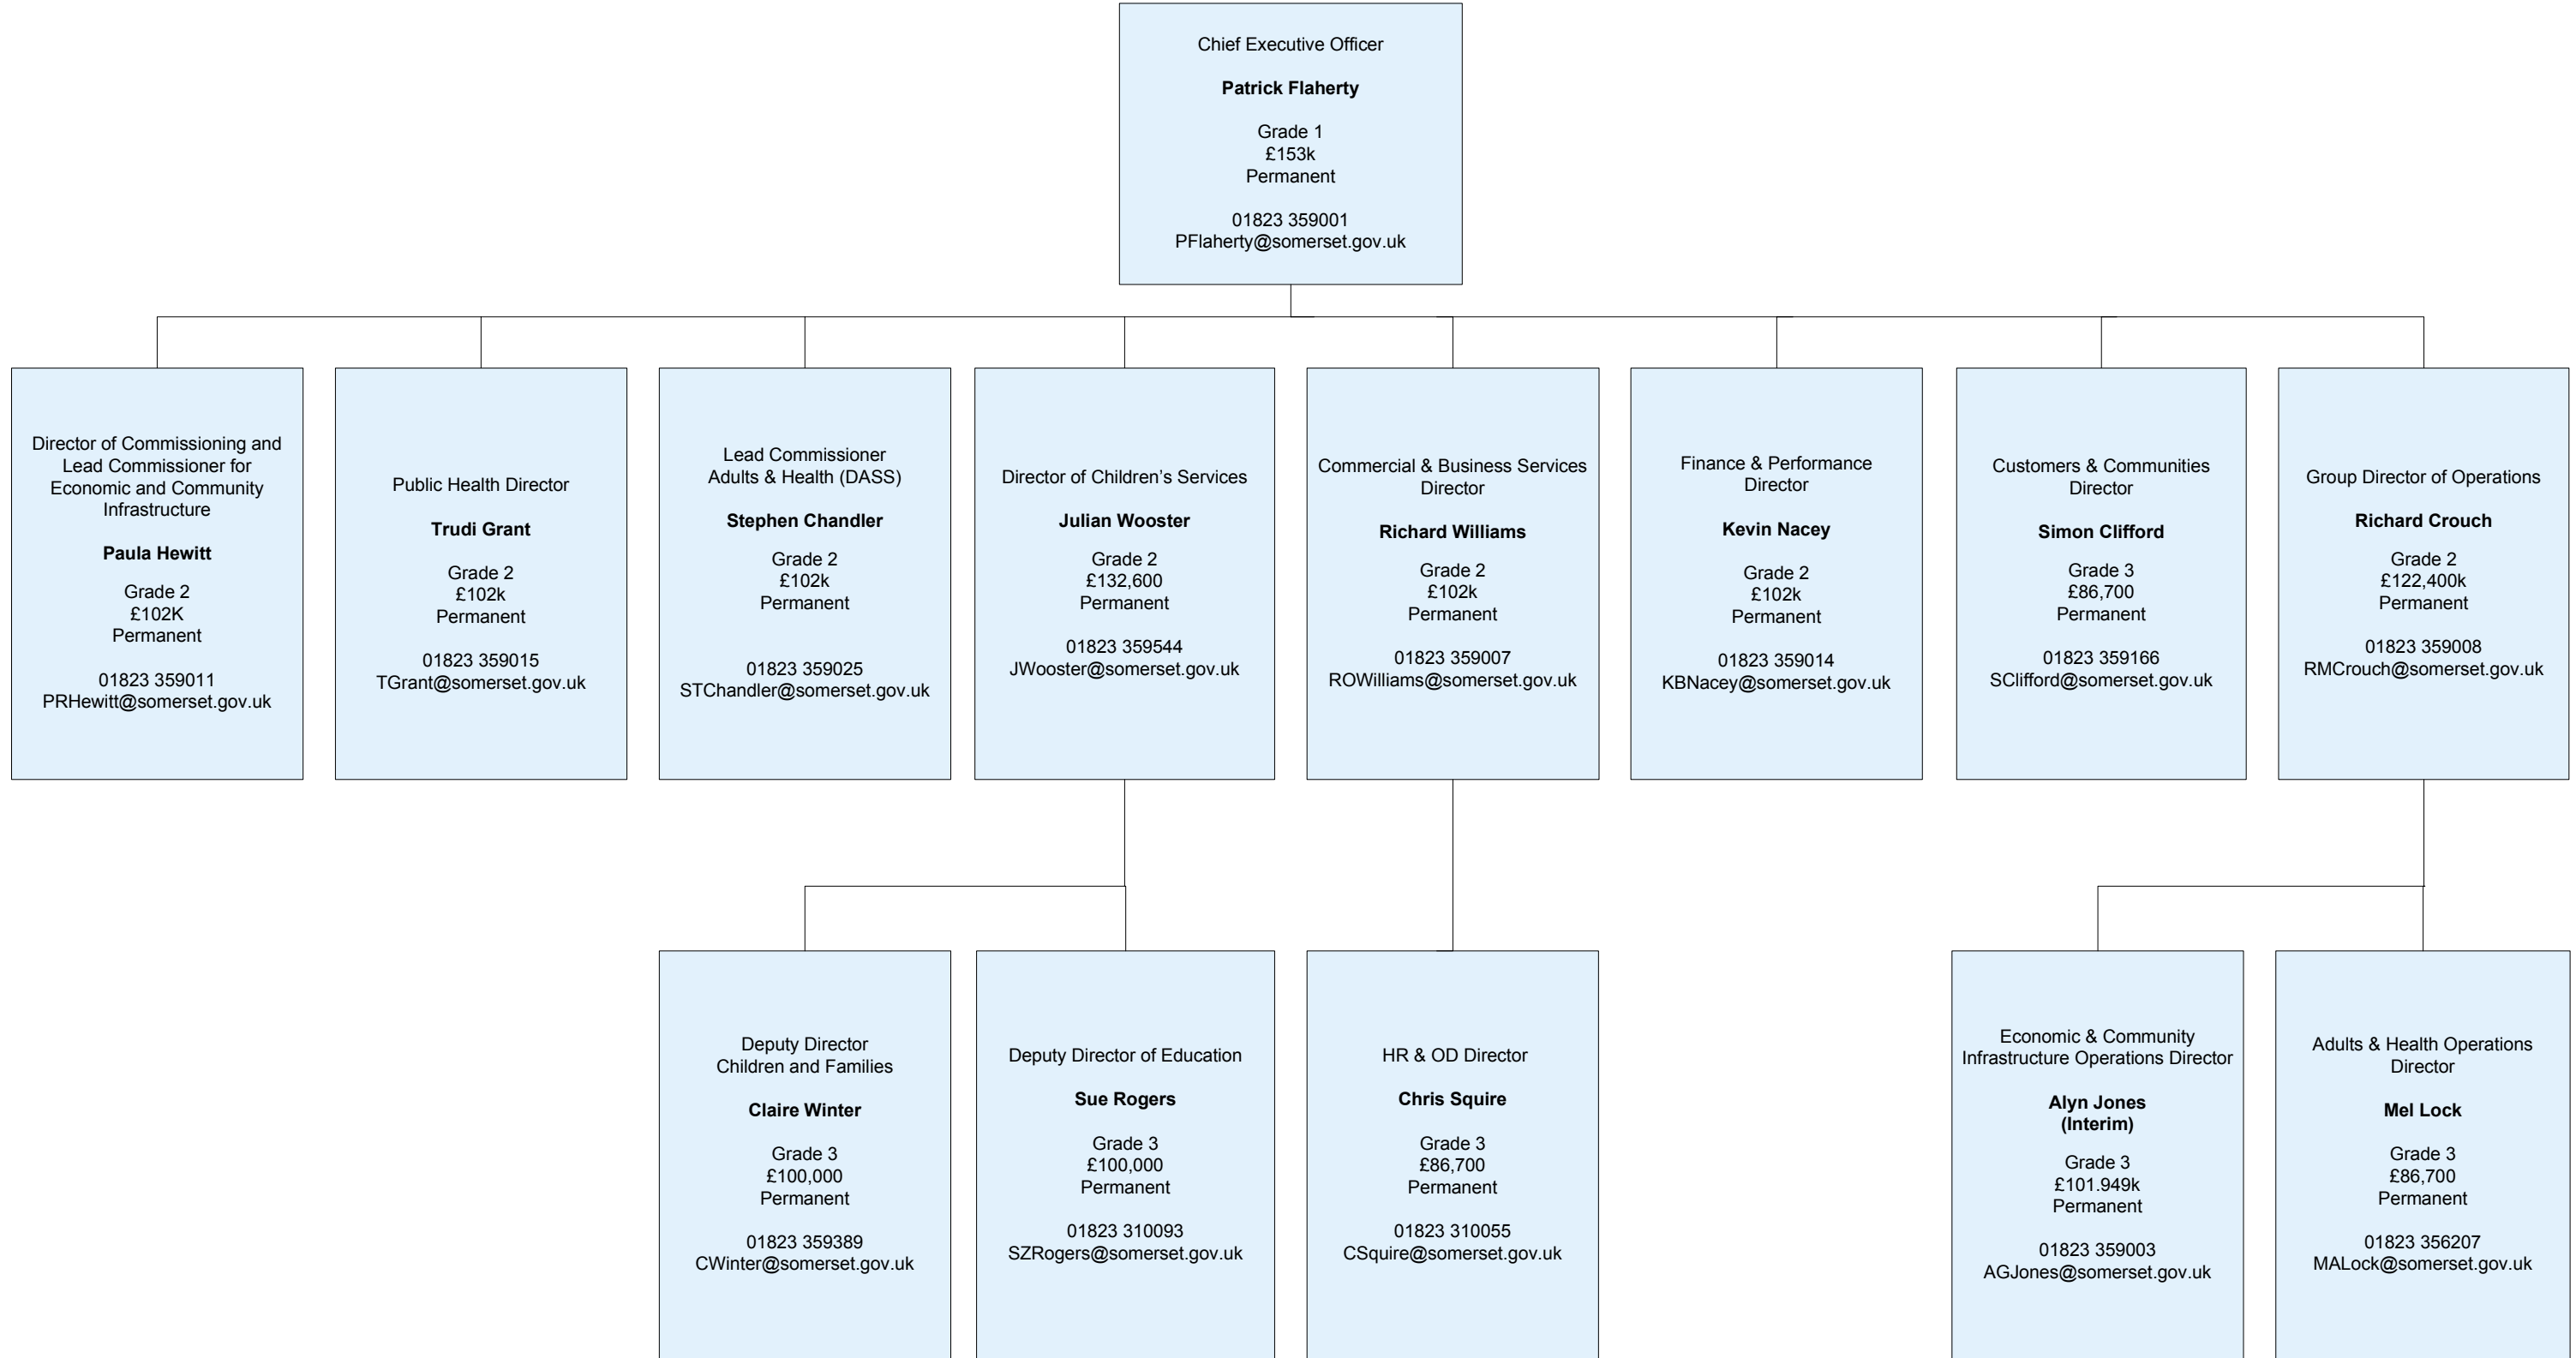 Chief Executive Officer
Patrick Flaherty
Grade 1
£153k
Permanent
01823 359001
PFlaherty@somerset.gov.uk
Director of Commissioning and
Lead Commissioner for
Economic and Community
Infrastructure
Paula Hewitt
Grade 2
£102K
Permanent
01823 359011
PRHewitt@somerset.gov.uk
Public Health Director
Trudi Grant
Grade 2
£102k
Permanent
01823 359015
TGrant@somerset.gov.uk
Lead Commissioner
Adults & Health (DASS)
Stephen Chandler
Grade 2
£102k
Permanent
01823 359025
STChandler@somerset.gov.uk
Director of Children’s Services
Julian Wooster
Grade 2
£132,600
Permanent
01823 359544
JWooster@somerset.gov.uk
Commercial & Business Services
Director
Richard Williams
Grade 2
£102k
Permanent
01823 359007
ROWilliams@somerset.gov.uk
Finance & Performance
Director
Kevin Nacey
Grade 2
£102k
Permanent
01823 359014
KBNacey@somerset.gov.uk
Customers & Communities
Director
Simon Clifford
Grade 3
£86,700
Permanent
01823 359166
SClifford@somerset.gov.uk
Group Director of Operations
Richard Crouch
Grade 2
£122,400k
Permanent
01823 359008
RMCrouch@somerset.gov.uk
Deputy Director
Children and Families
Claire Winter
Grade 3
£100,000
Permanent
01823 359389
CWinter@somerset.gov.uk
Deputy Director of Education
Sue Rogers
Grade 3
£100,000
Permanent
01823 310093
SZRogers@somerset.gov.uk
HR & OD Director
Chris Squire
Grade 3
£86,700
Permanent
01823 310055
CSquire@somerset.gov.uk
Economic & Community
Infrastructure Operations Director
Alyn Jones
(Interim)
Grade 3
£101.949k
Permanent
01823 359003
AGJones@somerset.gov.uk
Adults & Health Operations
Director
Mel Lock
Grade 3
£86,700
Permanent
01823 356207
MALock@somerset.gov.uk